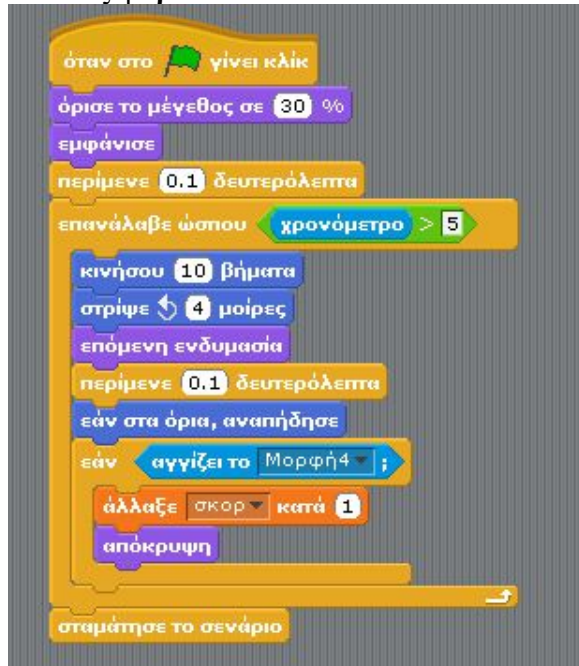 όταν στο γίνει κλίκ
όρισε το μέγεθος σε 30 %
εμφάνισε
περίμενε 0.1 δευτερόλεπτα
επανάλαβε ώσπου χρονόμετρο > 5
κινήσου 10 βήματα
στρίψε 4 μοίρες
επόμενη ενδυμασία
περίμενε 0.1 δευτερόλεπτα
εάν στα όρια, αναπήδησε
εάν αγγίζει το Μορφή4 ;
άλλαξε σκορ κατά 1
απόκρυψη
σταμάτησε το σενάριο